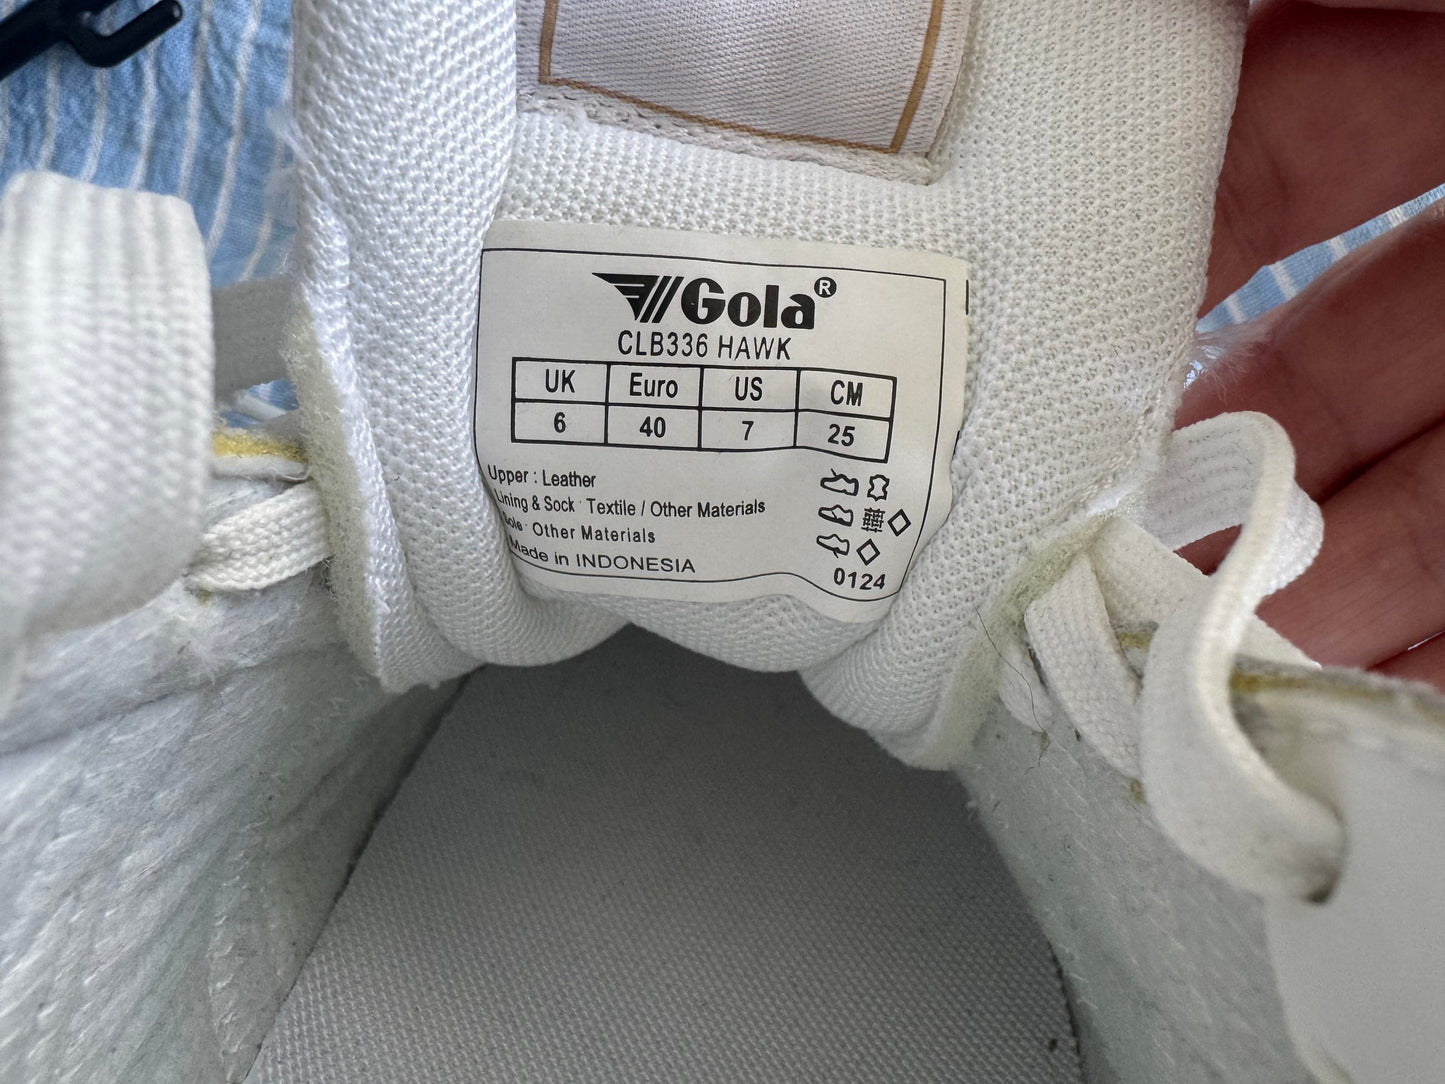 Gola®
CLB336 HAWK
UK Euro US CM
6 40 7 25
Upper : Leather
Lining & Sock : Textile / Other Materials
Sole : Other Materials
Made in INDONESIA
0124